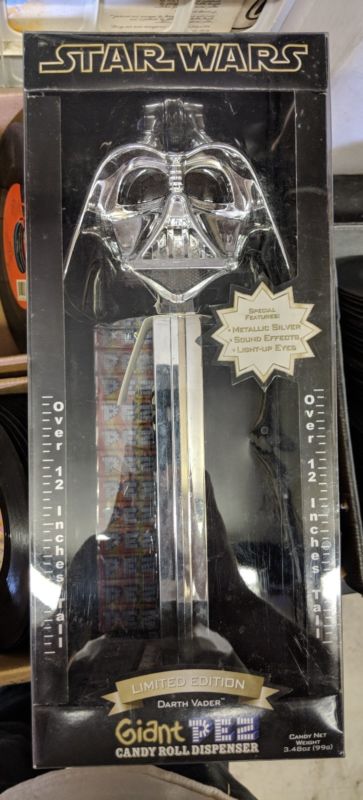 STAR WARS
SPECIAL
FEATURES:
• METALLIC SILVER
• SOUND EFFECTS
• LIGHT-UP EYES
Over 12 Inches Tall
Over 12 Inches Tall
LIMITED EDITION
DARTH VADER
Giant PEZ
CANDY ROLL DISPENSER
CANDY NET
WEIGHT
3.48oz (99g)